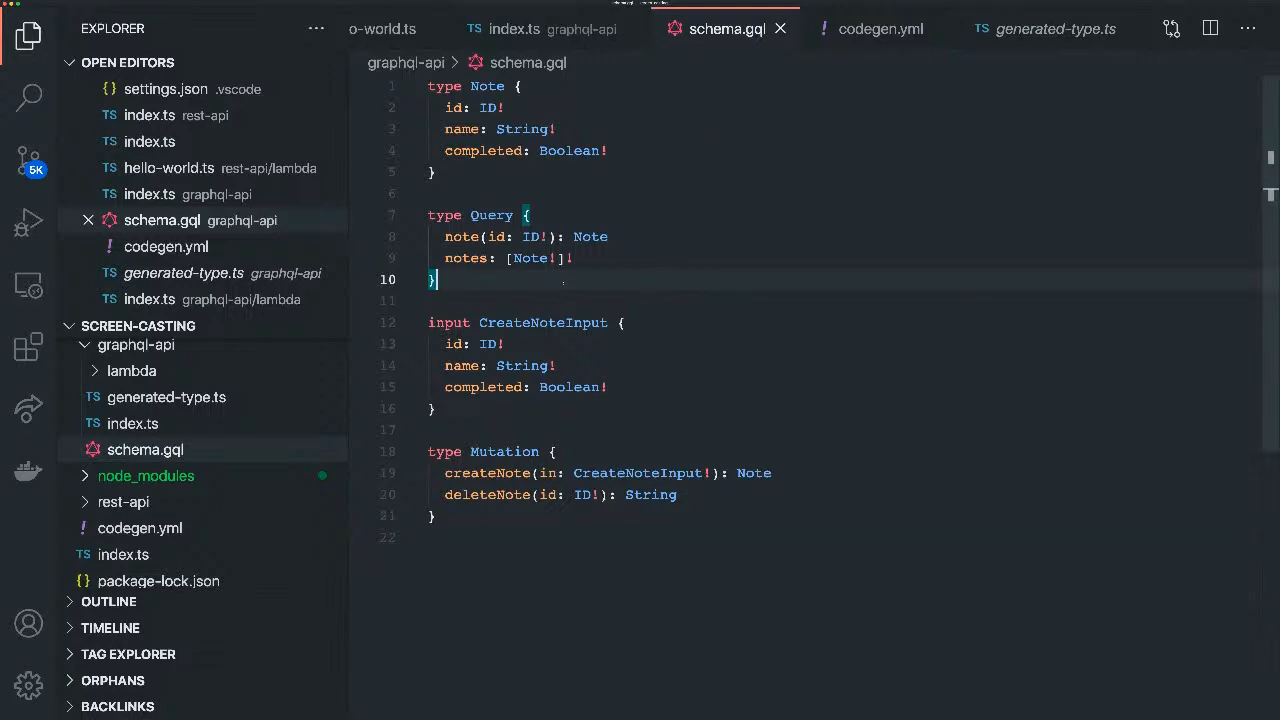 EXPLORER
OPEN EDITORS
{} settings.json .vscode
TS index.ts rest-api
TS index.ts
TS hello-world.ts rest-api/lambda
TS index.ts graphql-api
schema.gql graphql-api
! codegen.yml
TS generated-type.ts graphql-api
TS index.ts graphql-api/lambda
SCREEN-CASTING
graphql-api
lambda
TS generated-type.ts
TS index.ts
schema.gql
node_modules
rest-api
! codegen.yml
TS index.ts
{} package-lock.json
OUTLINE
TIMELINE
TAG EXPLORER
ORPHANS
BACKLINKS
5K
o-world.ts TS index.ts graphql-api schema.gql ! codegen.yml TS generated-type.ts
graphql-api > schema.gql
1 type Note {
2 id: ID!
3 name: String!
4 completed: Boolean!
5 }
6
7 type Query {
8 note(id: ID!): Note
9 notes: [Note!]!
10 }
11
12 input CreateNoteInput {
13 id: ID!
14 name: String!
15 completed: Boolean!
16 }
17
18 type Mutation {
19 createNote(in: CreateNoteInput!): Note
20 deleteNote(id: ID!): String
21 }
22